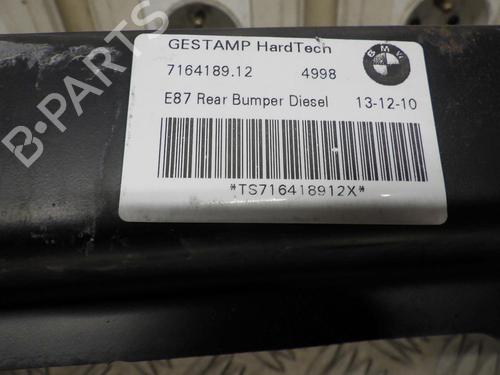 GESTAMP HardTech
7164189.12 4998
BMW
E87 Rear Bumper Diesel 13-12-10
*TS716418912X*
B-PARTS